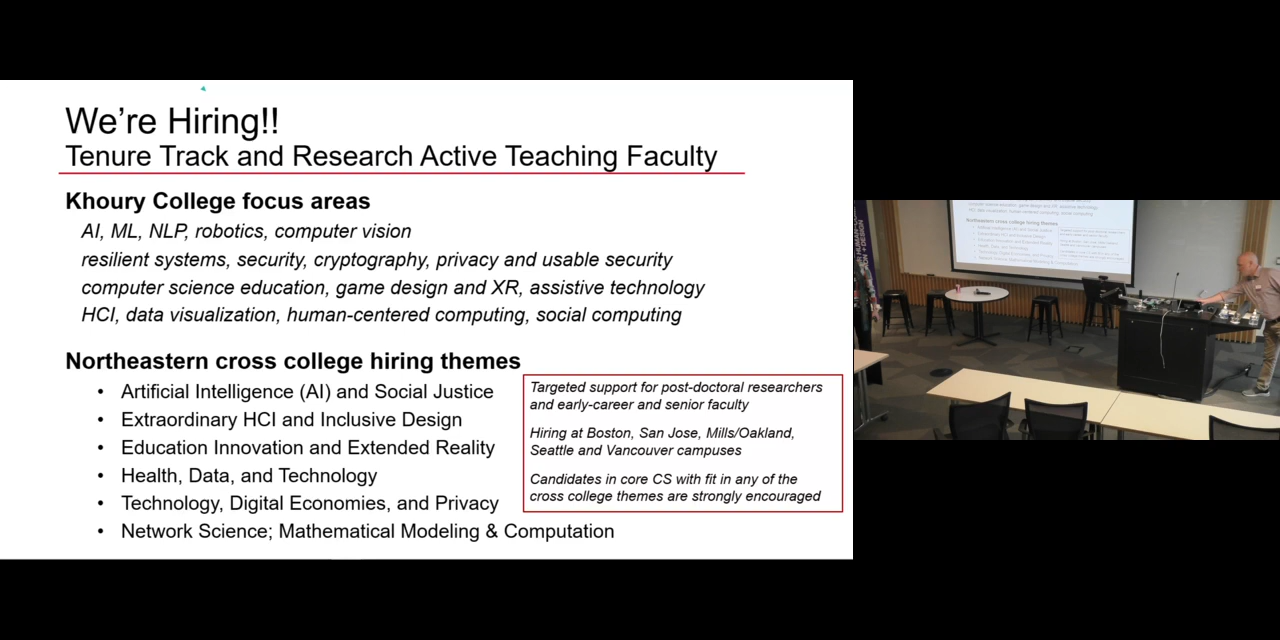 We're Hiring!!
Tenure Track and Research Active Teaching Faculty
Khoury College focus areas
AI, ML, NLP, robotics, computer vision
resilient systems, security, cryptography, privacy and usable security
computer science education, game design and XR, assistive technology
HCI, data visualization, human-centered computing, social computing
Northeastern cross college hiring themes
• Artificial Intelligence (AI) and Social Justice
• Extraordinary HCI and Inclusive Design
• Education Innovation and Extended Reality
• Health, Data, and Technology
• Technology, Digital Economies, and Privacy
• Network Science; Mathematical Modeling & Computation
Targeted support for post-doctoral researchers
and early-career and senior faculty
Hiring at Boston, San Jose, Mills/Oakland,
Seattle and Vancouver campuses
Candidates in core CS with fit in any of the
cross college themes are strongly encouraged